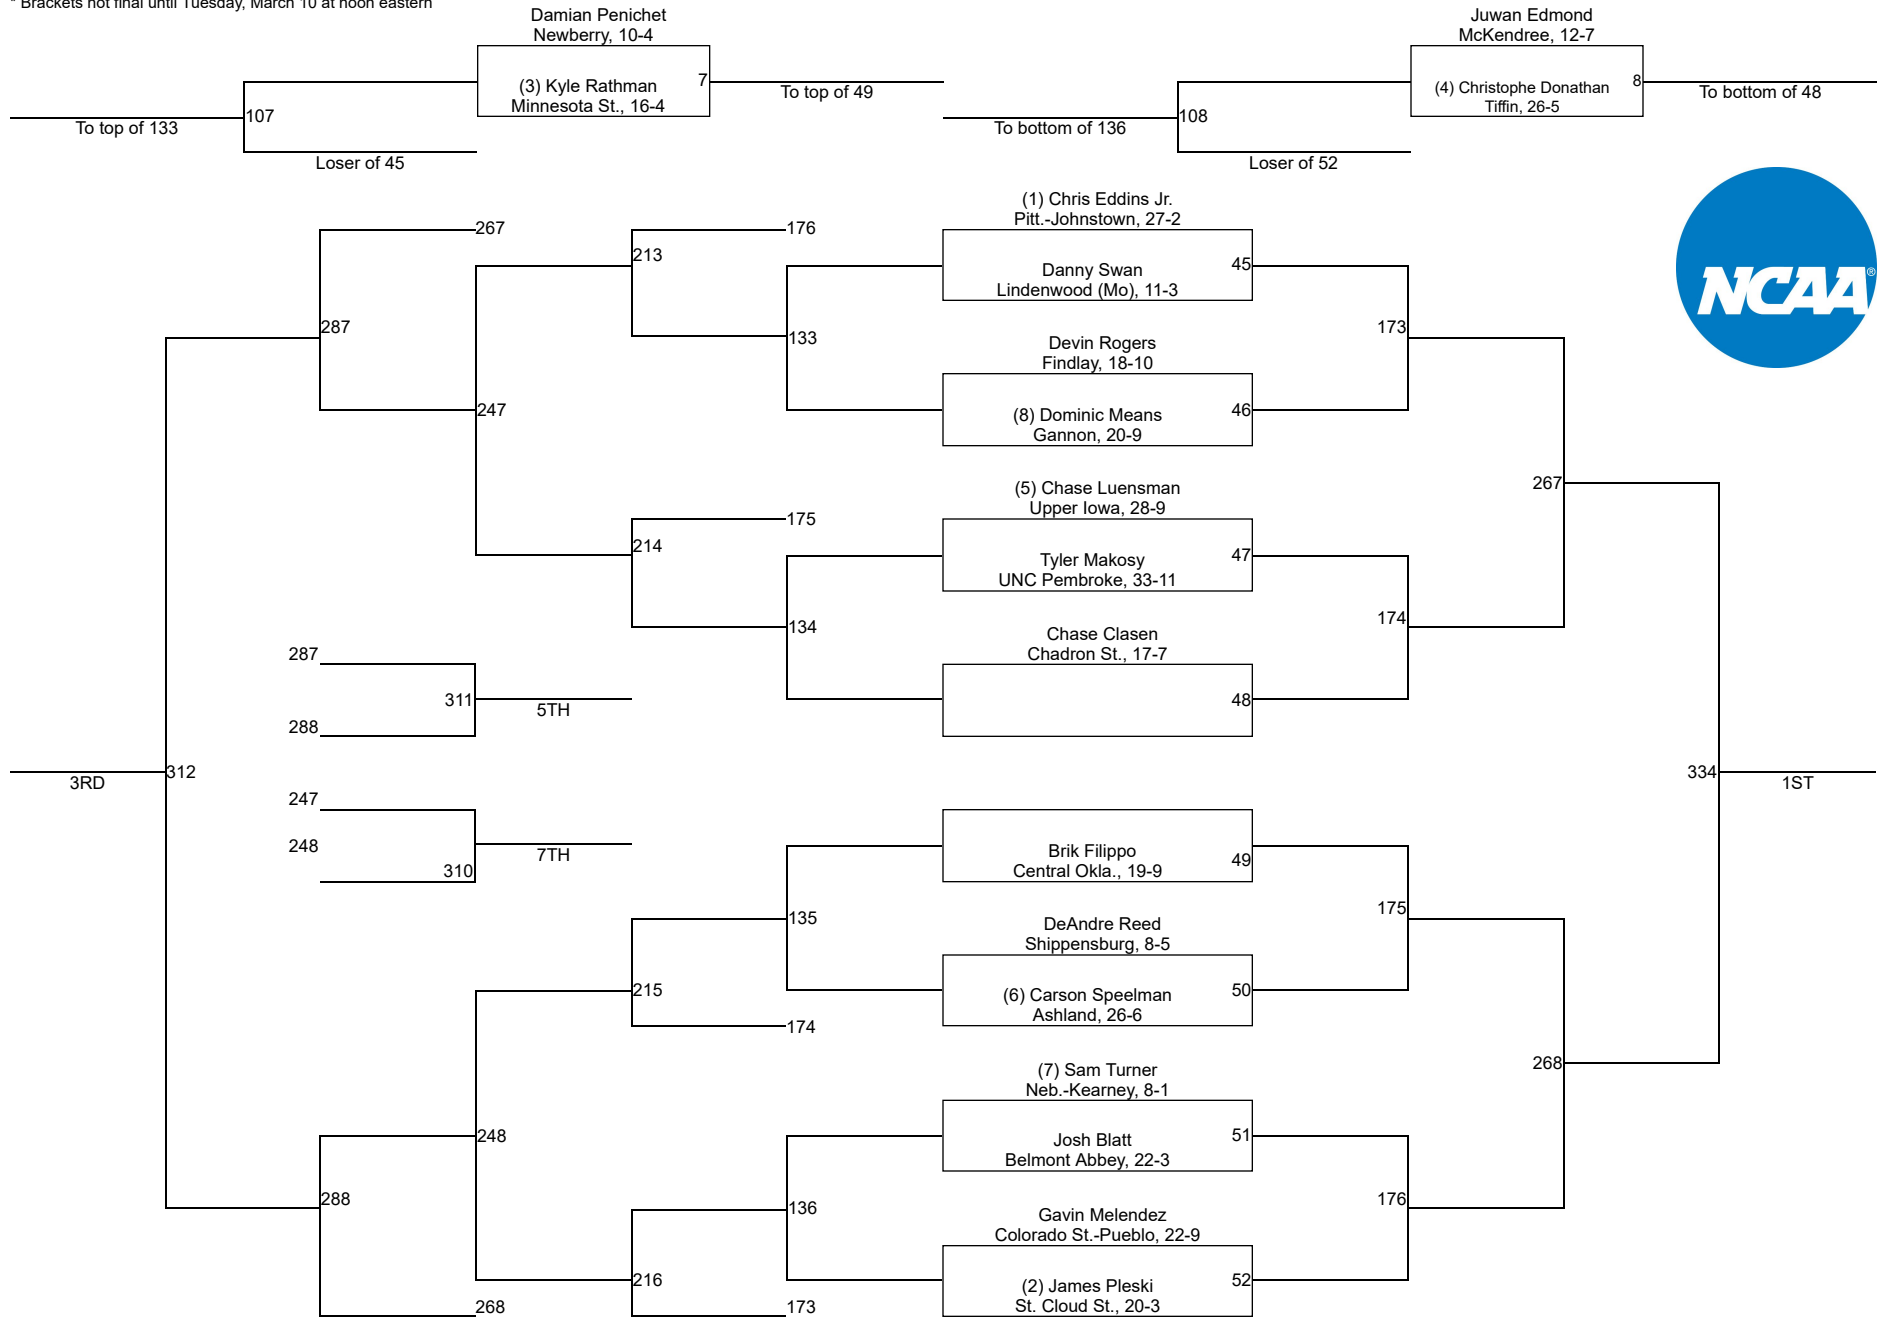 * Brackets not final until Tuesday, March 10 at noon eastern
Damian Penichet
Newberry, 10-4
(3) Kyle Rathman
Minnesota St., 16-4
7
To top of 49
107
To top of 133
Loser of 45
Juwan Edmond
McKendree, 12-7
(4) Christophe Donathan
Tiffin, 26-5
8
To bottom of 48
108
To bottom of 136
Loser of 52
NCAA®
(1) Chris Eddins Jr.
Pitt.-Johnstown, 27-2
267
176
213
Danny Swan
Lindenwood (Mo), 11-3
45
287
133
173
Devin Rogers
Findlay, 18-10
247
(8) Dominic Means
Gannon, 20-9
46
(5) Chase Luensman
Upper Iowa, 28-9
267
175
214
Tyler Makosy
UNC Pembroke, 33-11
47
134
174
Chase Clasen
Chadron St., 17-7
287
311
5TH
48
288
3RD
312
334
1ST
247
248
7TH
310
Brik Filippo
Central Okla., 19-9
49
135
175
DeAndre Reed
Shippensburg, 8-5
215
(6) Carson Speelman
Ashland, 26-6
50
174
268
(7) Sam Turner
Neb.-Kearney, 8-1
248
Josh Blatt
Belmont Abbey, 22-3
51
288
136
176
Gavin Melendez
Colorado St.-Pueblo, 22-9
216
(2) James Pleski
St. Cloud St., 20-3
52
268
173